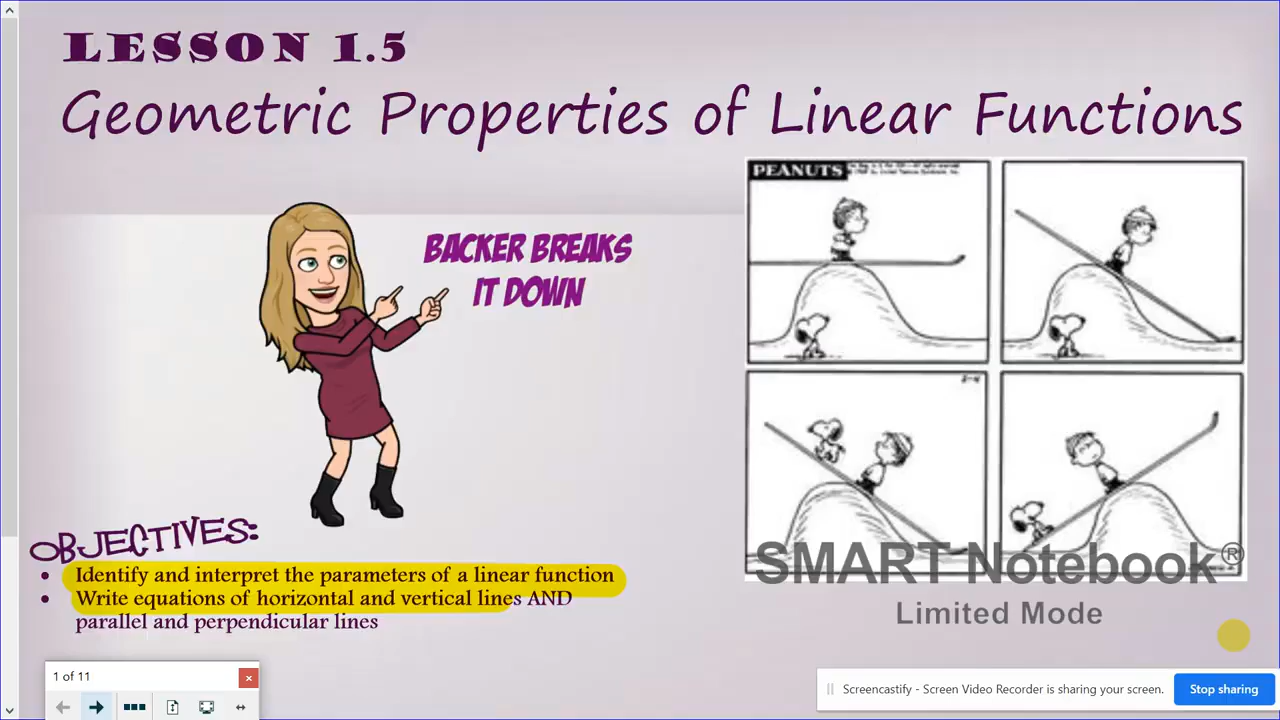 LESSON 1.5
Geometric Properties of Linear Functions
PEANUTS
BACKER BREAKS
IT DOWN
OBJECTIVES:
• Identify and interpret the parameters of a linear function
• Write equations of horizontal and vertical lines AND
parallel and perpendicular lines
SMART Notebook®
Limited Mode
1 of 11
Screencastify - Screen Video Recorder is sharing your screen.
Stop sharing